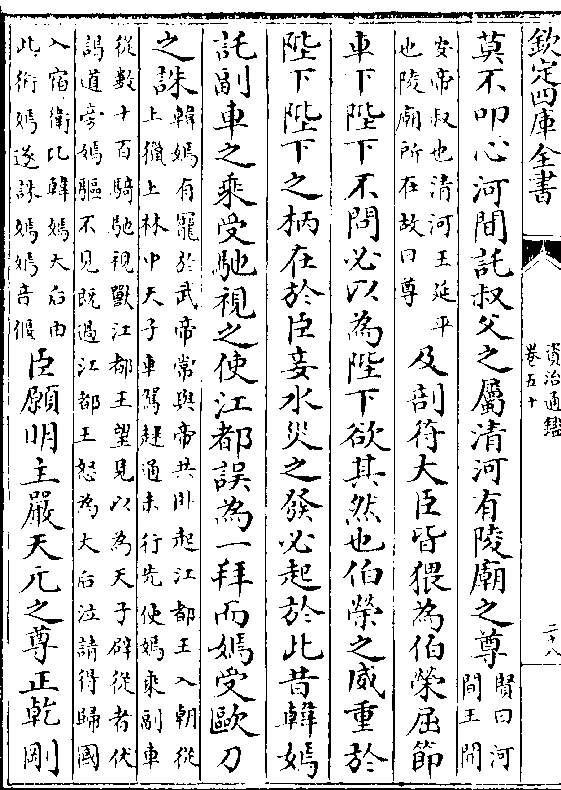 欽定四庫全書
資治通鑑
卷五十
二十八
莫不叩心河間託叔父之屬清河有陵廟之尊賢曰河
間王開
安帝叔也清河王延平
也陵廟所在故曰尊
及剖符大臣皆猥為伯榮屈節
車下陛下不問必以為陛下欲其然也伯榮之威重於
陛下陛下之柄在於臣妾水災之發必起於此昔韓嫣
託副車之乘受馳視之使江都誤為一拜而嫣受歐刀
之誅
韓嫣有寵於武帝常與帝共卧起江都王入朝從
上獵上林中天子車駕趕通未行先使嫣乘副車
從數十百騎馳視獸江都王望見以為天子辟從者伏
謁道旁嫣驅不見既過江都王怒為太后泣請得歸國
入宿衛比韓嫣太后由
此銜嫣遂誅嫣嫣音偃
臣願明主嚴天元之尊正乾剛